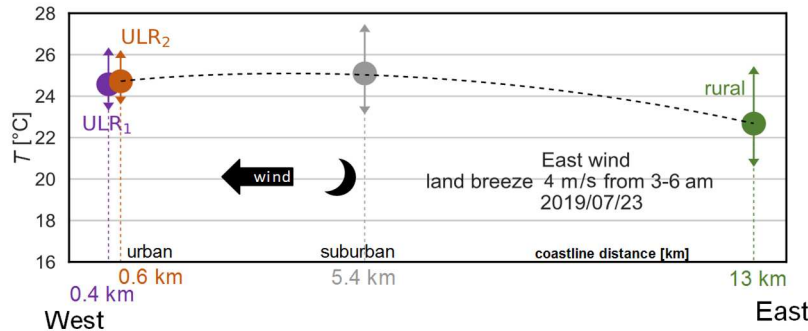 28
26
24
22
20
18
16
T [°C]
ULR₂
ULR₁
rural
wind
East wind
land breeze 4 m/s from 3-6 am
2019/07/23
urban
suburban
coastline distance [km]
0.4 km
0.6 km
5.4 km
13 km
West
East